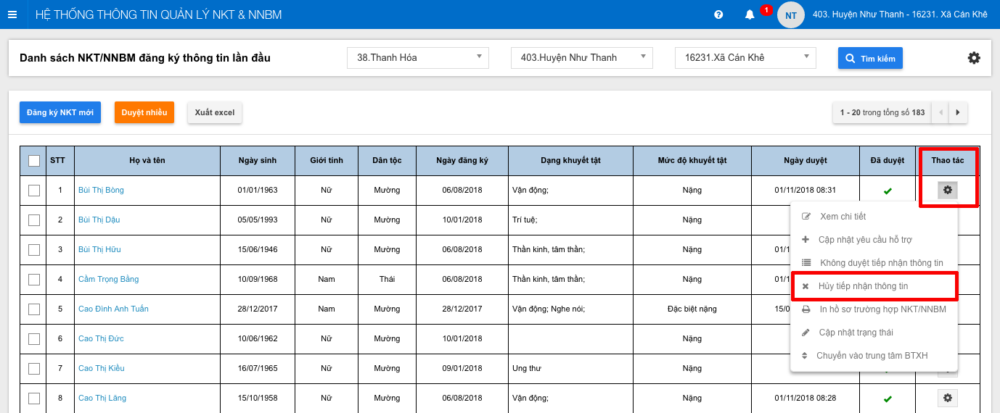 HỆ THỐNG THÔNG TIN QUẢN LÝ NKT & NNBM
1
NT
403. Huyện Như Thanh - 16231. Xã Cán Khê
Danh sách NKT/NNBM đăng ký thông tin lần đầu
38.Thanh Hóa
403.Huyện Như Thanh
16231.Xã Cán Khê
Tìm kiếm
Đăng ký NKT mới
Duyệt nhiều
Xuất excel
1 - 20 trong tổng số 183
STT Họ và tên Ngày sinh Giới tính Dân tộc Ngày đăng ký Dạng khuyết tật Mức độ khuyết tật Ngày duyệt Đã duyệt Thao tác
1 Bùi Thị Bòng 01/01/1963 Nữ Mường 06/08/2018 Vận động; Nặng 01/11/2018 08:31
2 Bùi Thị Dậu 05/05/1993 Nữ Mường 10/01/2018 Trí tuệ; Nặng
3 Bùi Thị Hữu 15/06/1946 Nữ Mường 06/08/2018 Thần kinh, tâm thần; Nặng 01/1
4 Cầm Trọng Bằng 10/09/1968 Nam Thái 06/08/2018 Thần kinh, tâm thần; Nặng 01/1
5 Cao Đình Anh Tuấn 28/12/2017 Nam Mường 28/12/2017 Vận động; Nghe nói; Đặc biệt nặng 15/0
6 Cao Thị Đức 10/06/1962 Nữ Mường 10/01/2018 Nặng
7 Cao Thị Kiều 16/07/1965 Nữ Mường 09/01/2018 Ung thư Nặng
8 Cao Thị Lăng 15/10/1958 Nữ Mường 06/08/2018 Vận động; Nặng 01/11/2018 08:28
Xem chi tiết
Cập nhật yêu cầu hỗ trợ
Không duyệt tiếp nhận thông tin
Hủy tiếp nhận thông tin
In hồ sơ trường hợp NKT/NNBM
Cập nhật trạng thái
Chuyển vào trung tâm BTXH